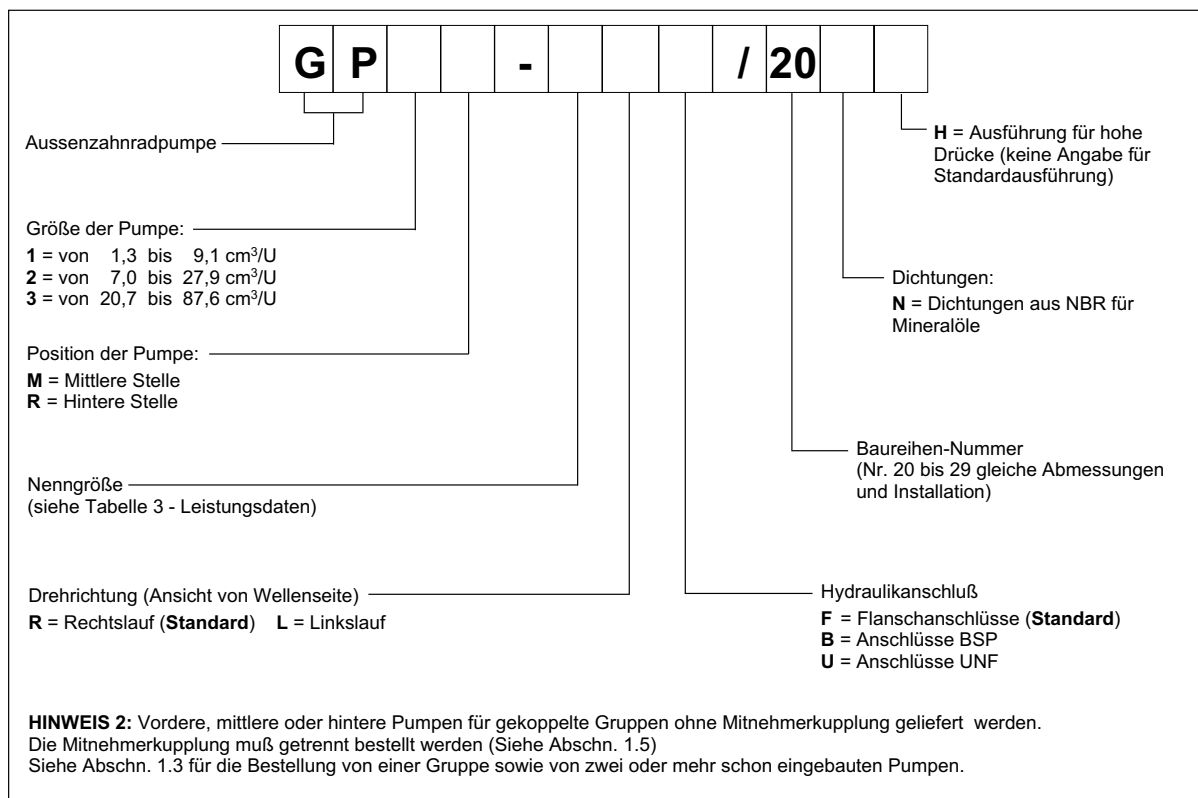 G P - / 20
Aussenzahnradpumpe
H = Ausführung für hohe
Drücke (keine Angabe für
Standardausführung)
Größe der Pumpe:
1 = von 1,3 bis 9,1 cm³/U
2 = von 7,0 bis 27,9 cm³/U
3 = von 20,7 bis 87,6 cm³/U
Dichtungen:
N = Dichtungen aus NBR für
Mineralöle
Position der Pumpe:
M = Mittlere Stelle
R = Hintere Stelle
Baureihen-Nummer
(Nr. 20 bis 29 gleiche Abmessungen
und Installation)
Nenngröße
(siehe Tabelle 3 - Leistungsdaten)
Drehrichtung (Ansicht von Wellenseite)
R = Rechtslauf (Standard) L = Linkslauf
Hydraulikanschluß
F = Flanschanschlüsse (Standard)
B = Anschlüsse BSP
U = Anschlüsse UNF
HINWEIS 2: Vordere, mittlere oder hintere Pumpen für gekoppelte Gruppen ohne Mitnehmerkupplung geliefert werden.
Die Mitnehmerkupplung muß getrennt bestellt werden (Siehe Abschn. 1.5)
Siehe Abschn. 1.3 für die Bestellung von einer Gruppe sowie von zwei oder mehr schon eingebauten Pumpen.